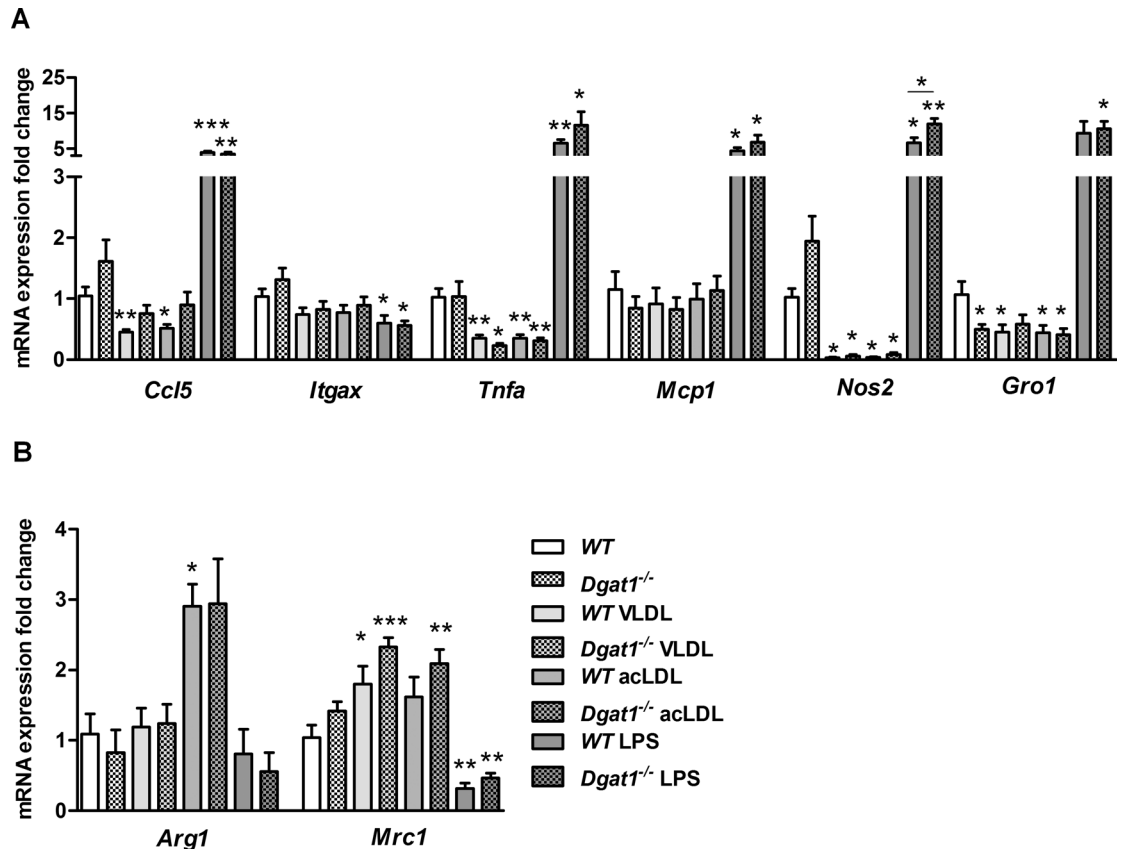 A
mRNA expression fold change
25
15
5
3
2
1
0
*** ** ** * * * ** * ** ** ** * * * * * ** * * * * * * * * * *
Ccl5 Itgax Tnfa Mcp1 Nos2 Gro1
B
mRNA expression fold change
4
3
2
1
0
* * *** ** ** **
Arg1 Mrc1
WT
Dgat1-/-
WT VLDL
Dgat1-/- VLDL
WT acLDL
Dgat1-/- acLDL
WT LPS
Dgat1-/- LPS